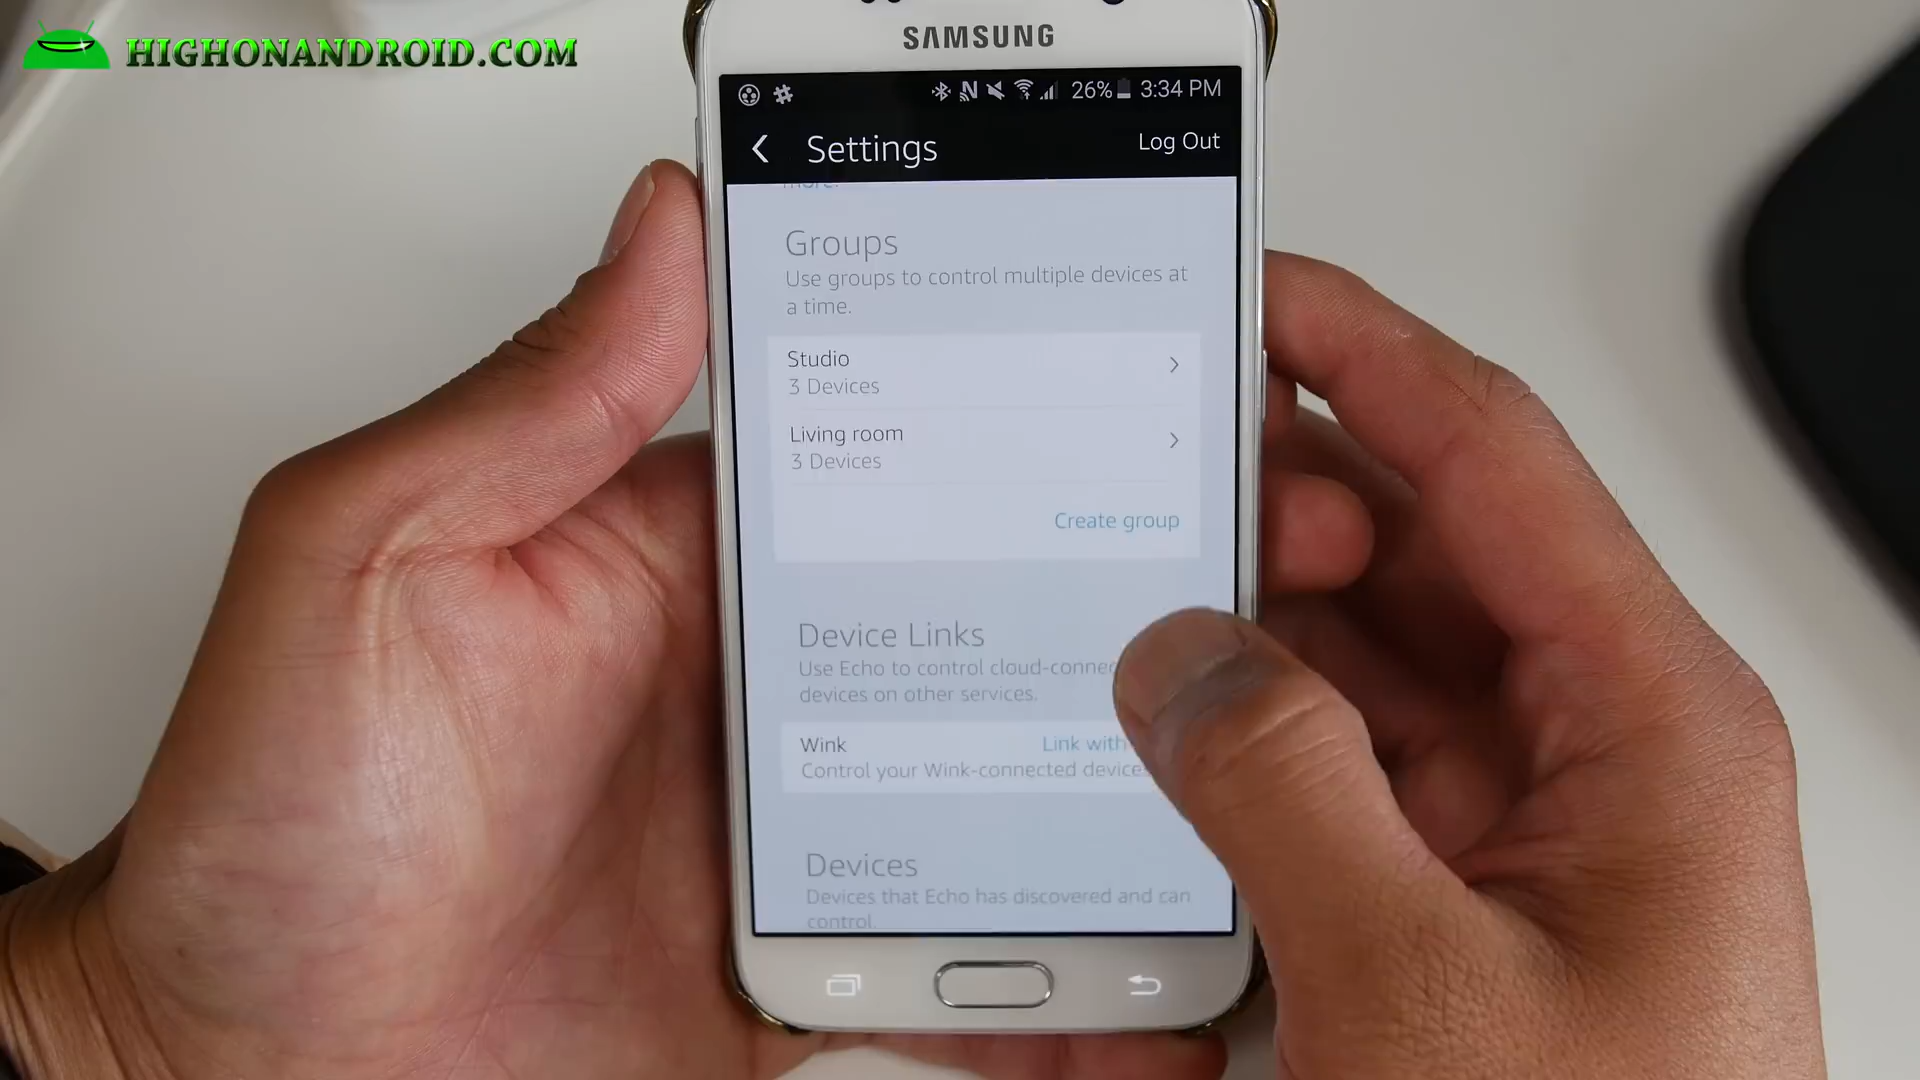 HIGHONANDROID.COM
SAMSUNG
26% 3:34 PM
Settings
Log Out
more.
Groups
Use groups to control multiple devices at
a time.
Studio
3 Devices
Living room
3 Devices
Create group
Device Links
Use Echo to control cloud-connec
devices on other services.
Wink
Link with
Control your Wink-connected device
Devices
Devices that Echo has discovered and can
control.